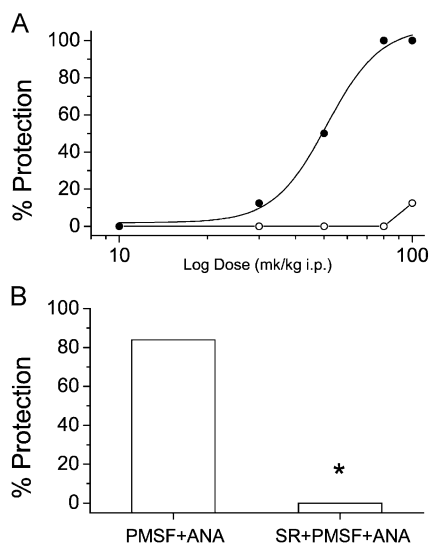 A
100
80
60
40
20
0
% Protection
10
100
Log Dose (mk/kg i.p.)
B
100
80
60
40
20
0
% Protection
*
PMSF+ANA
SR+PMSF+ANA